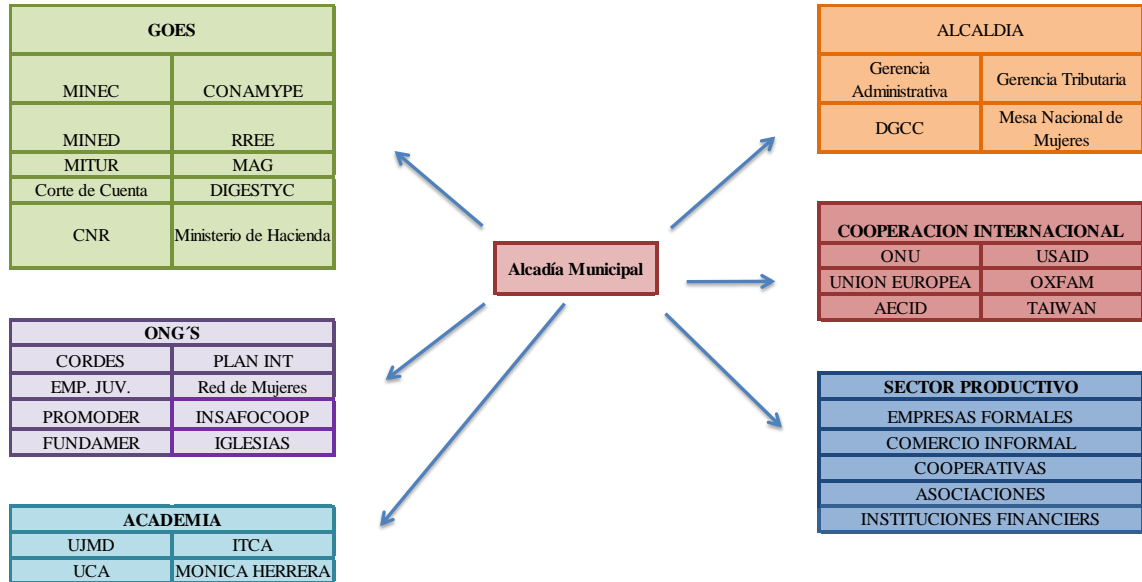 GOES
MINEC CONAMYPE
MINED RREE
MITUR MAG
Corte de Cuenta DIGESTYC
CNR Ministerio de Hacienda
ONG´S
CORDES PLAN INT
EMP. JUV. Red de Mujeres
PROMODER INSAFOCOOP
FUNDAMER IGLESIAS
ACADEMIA
UJMD ITCA
UCA MONICA HERRERA
Alcadía Municipal
ALCALDIA
Gerencia
Administrativa
Gerencia Tributaria
DGCC
Mesa Nacional de
Mujeres
COOPERACION INTERNACIONAL
ONU USAID
UNION EUROPEA OXFAM
AECID TAIWAN
SECTOR PRODUCTIVO
EMPRESAS FORMALES
COMERCIO INFORMAL
COOPERATIVAS
ASOCIACIONES
INSTITUCIONES FINANCIERS